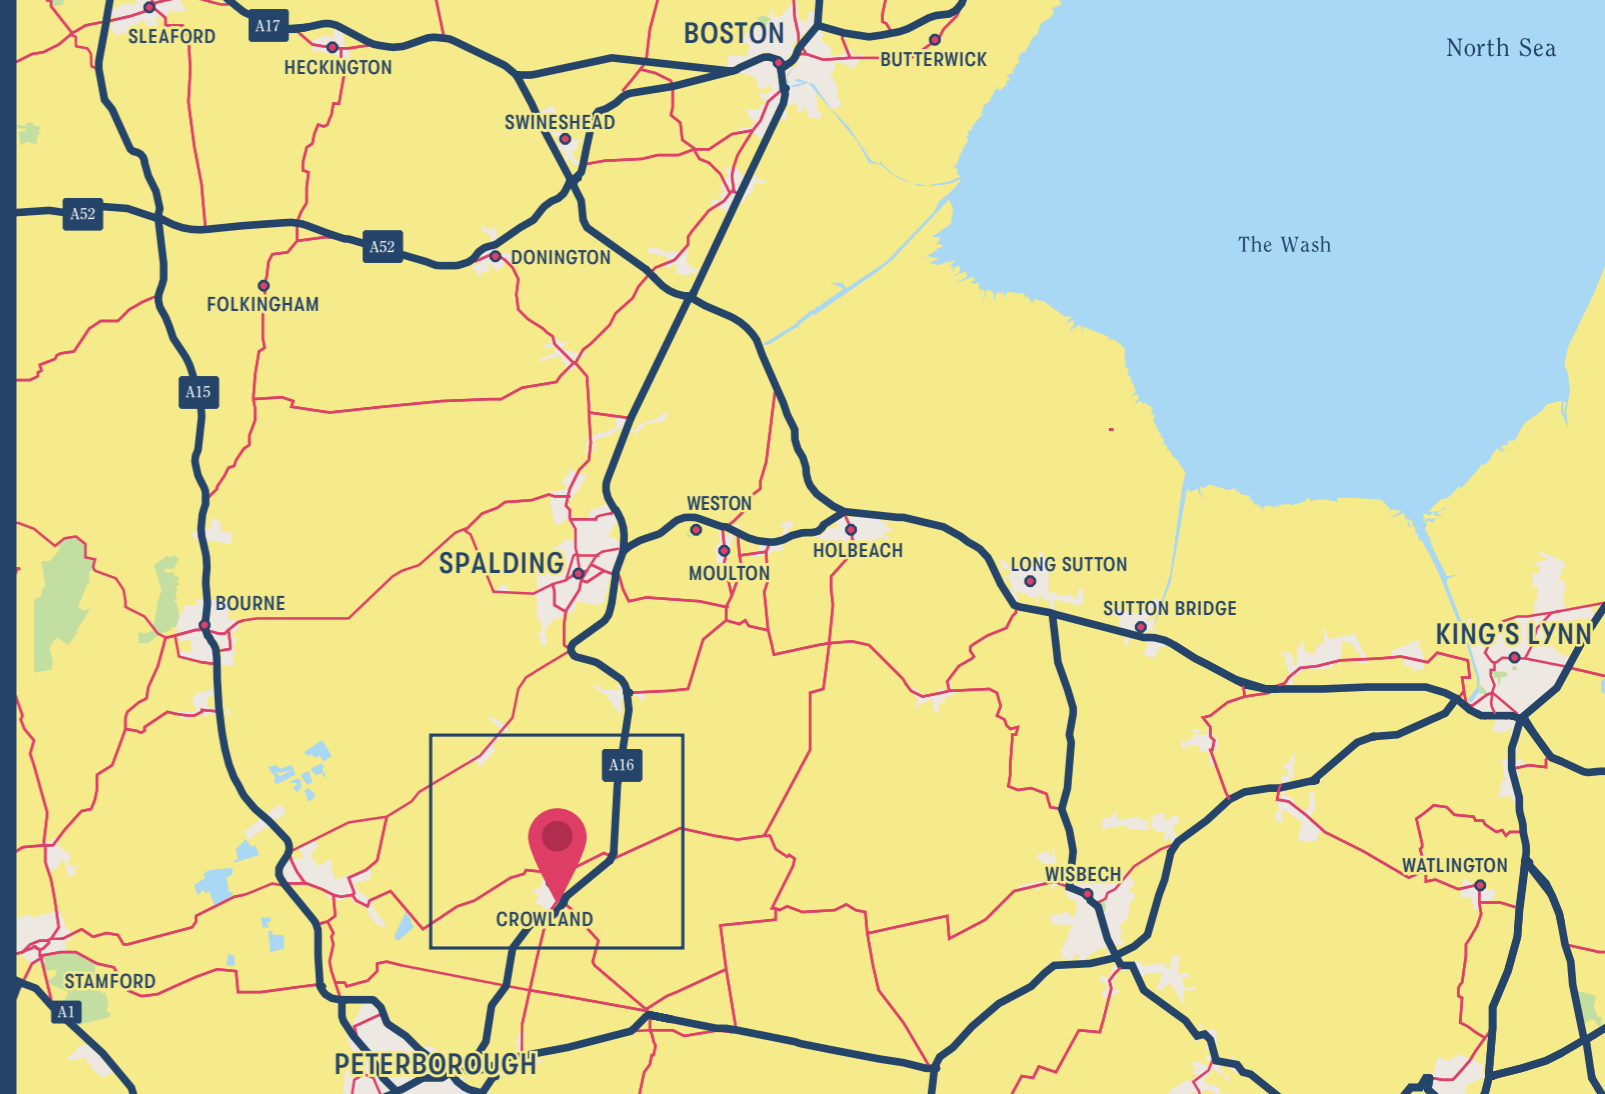 SLEAFORD
A17
HECKINGTON
BOSTON
BUTTERWICK
North Sea
SWINESHEAD
A52
A52
DONINGTON
The Wash
FOLKINGHAM
A15
WESTON
SPALDING
MOULTON
HOLBEACH
LONG SUTTON
BOURNE
SUTTON BRIDGE
KING'S LYNN
A16
WATLINGTON
WISBECH
CROWLAND
STAMFORD
A1
PETERBOROUGH